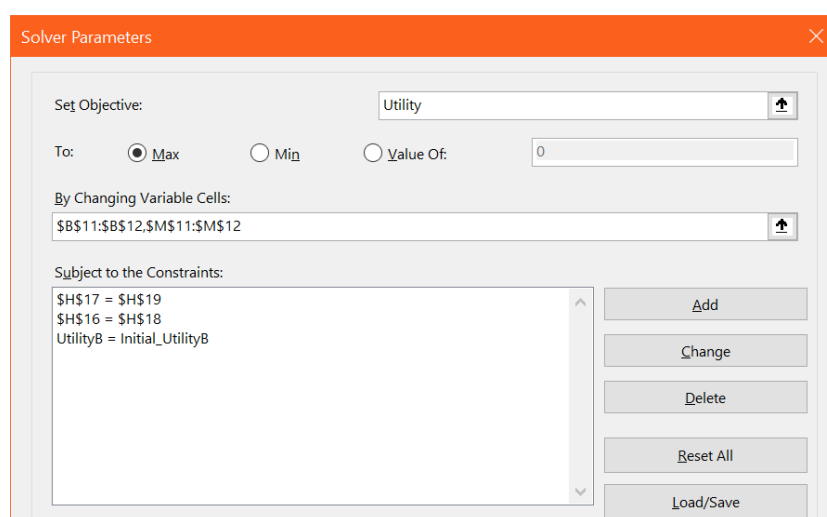 Solver Parameters
Set Objective: Utility
To: Max Min Value Of: 0
By Changing Variable Cells:
$B$11:$B$12,$M$11:$M$12
Subject to the Constraints:
$H$17 = $H$19
$H$16 = $H$18
UtilityB = Initial_UtilityB
Add
Change
Delete
Reset All
Load/Save